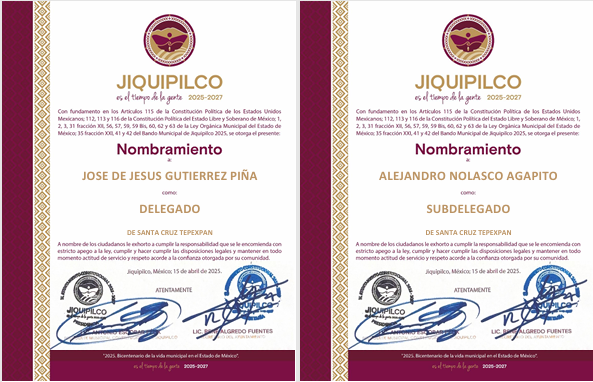 JIQUIPILCO
es el tiempo de la gente 2025-2027
Con fundamento en los Artículos 115 de la Constitución Política de los Estados Unidos
Mexicanos; 112, 113 y 116 de la Constitución Política del Estado Libre y Soberano de México; 1,
2, 3, 31 fracción XII, 56, 57, 59, 59 Bis, 60, 62 y 63 de la Ley Orgánica Municipal del Estado de
México; 35 fracción XXII, 41 y 42 del Bando Municipal de Jiquipilco 2025, se otorga el presente:
Nombramiento
a:
JOSE DE JESUS GUTIERREZ PIÑA
como:
DELEGADO
DE SANTA CRUZ TEPEXPAN
A nombre de los ciudadanos le exhorto a cumplir la responsabilidad que se le encomienda con
estricto apego a la ley, cumplir y hacer cumplir las disposiciones legales y mantener en todo
momento actitud de servicio y respeto acorde a la confianza otorgada por su comunidad.
Jiquipilco, México; 15 de abril de 2025.
ATENTAMENTE
JIQUIPILCO
LIC. ALGREDO FUENTES
"2025. Bicentenario de la vida municipal en el Estado de México".
es el tiempo de la gente 2025-2027
JIQUIPILCO
es el tiempo de la gente 2025-2027
Con fundamento en los Artículos 115 de la Constitución Política de los Estados Unidos
Mexicanos; 112, 113 y 116 de la Constitución Política del Estado Libre y Soberano de México; 1,
2, 3, 31 fracción XII, 56, 57, 59, 59 Bis, 60, 62 y 63 de la Ley Orgánica Municipal del Estado de
México; 35 fracción XXII, 41 y 42 del Bando Municipal de Jiquipilco 2025, se otorga el presente:
Nombramiento
a:
ALEJANDRO NOLASCO AGAPITO
como:
SUBDELEGADO
DE SANTA CRUZ TEPEXPAN
A nombre de los ciudadanos le exhorto a cumplir la responsabilidad que se le encomienda con
estricto apego a la ley, cumplir y hacer cumplir las disposiciones legales y mantener en todo
momento actitud de servicio y respeto acorde a la confianza otorgada por su comunidad.
Jiquipilco, México; 15 de abril de 2025.
ATENTAMENTE
JIQUIPILCO
LIC. ALGREDO FUENTES
"2025. Bicentenario de la vida municipal en el Estado de México".
es el tiempo de la gente 2025-2027